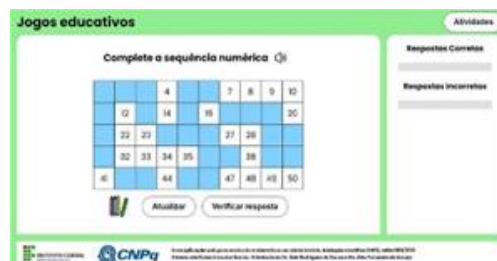 Jogos educativos
Atividades
Complete a sequência numérica
Respostas Corretas
Respostas Incorretas
4 7 8 9 10
12 14 16 20
22 23 27 28
32 33 34 35 38
41 44 47 48 49 50
Atualizar
Verificar resposta
CNPq